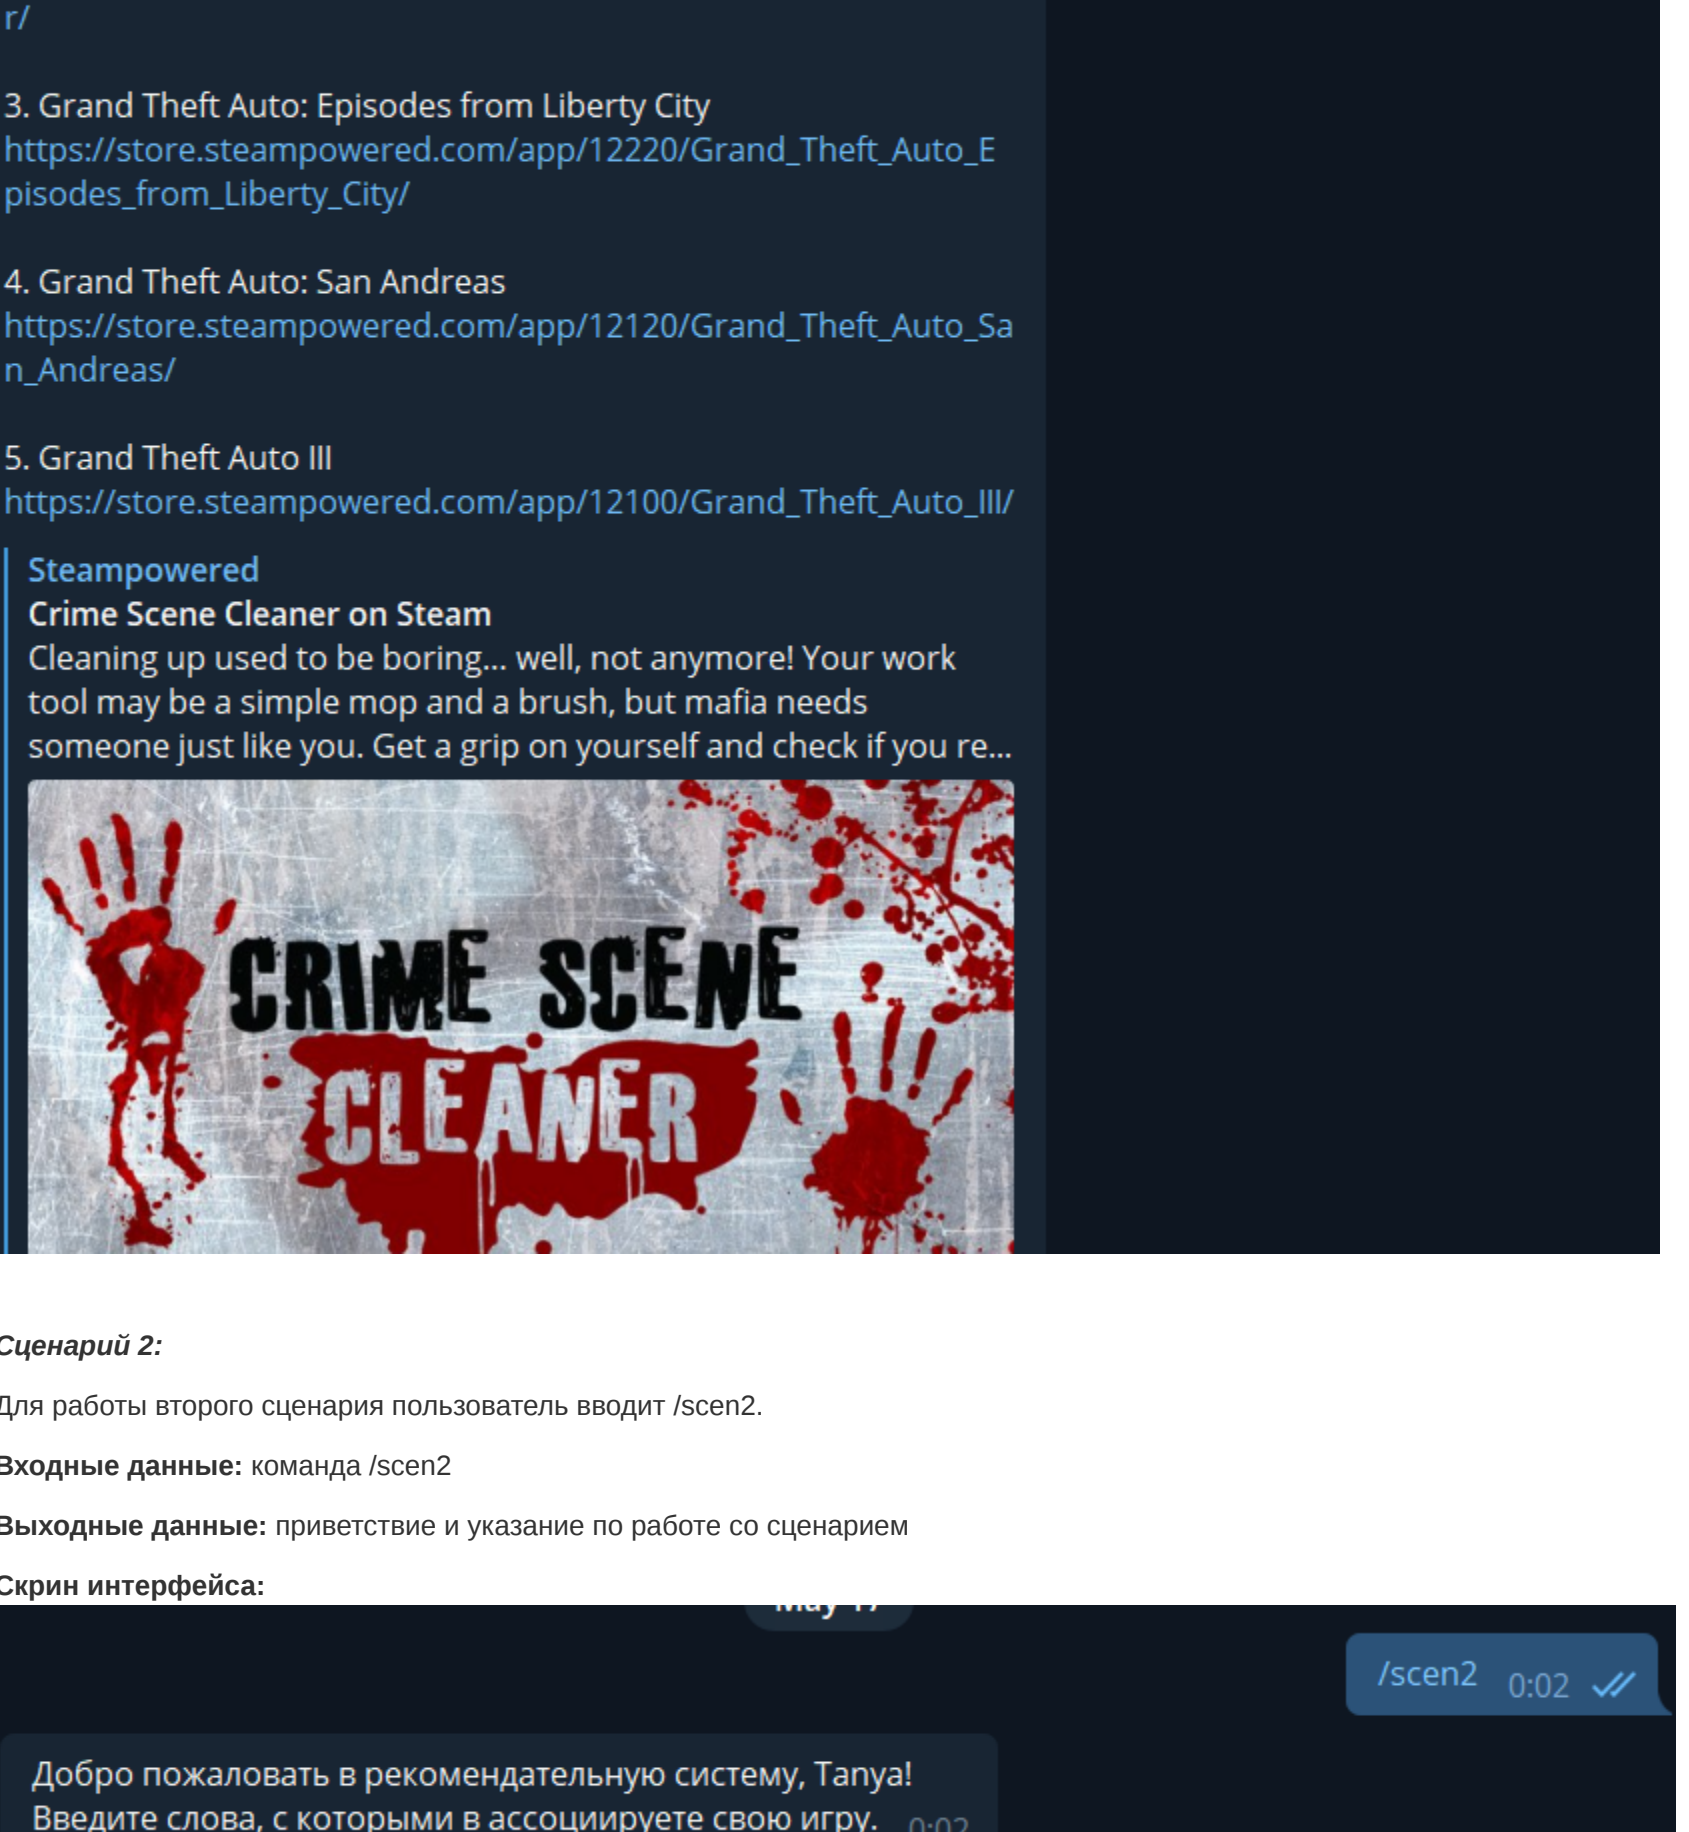 r/
3. Grand Theft Auto: Episodes from Liberty City
https://store.steampowered.com/app/12220/Grand_Theft_Auto_E
pisodes_from_Liberty_City/
4. Grand Theft Auto: San Andreas
https://store.steampowered.com/app/12120/Grand_Theft_Auto_Sa
n_Andreas/
5. Grand Theft Auto III
https://store.steampowered.com/app/12100/Grand_Theft_Auto_III/
Steampowered
Crime Scene Cleaner on Steam
Cleaning up used to be boring... well, not anymore! Your work
tool may be a simple mop and a brush, but mafia needs
someone just like you. Get a grip on yourself and check if you re...
CRIME SCENE
CLEANER
Сценарий 2:
Для работы второго сценария пользователь вводит /scen2.
Входные данные: команда /scen2
Выходные данные: приветствие и указание по работе со сценарием
Скрин интерфейса:
May 17
/scen2 0:02
Добро пожаловать в рекомендательную систему, Tanya!
Введите слова, с которыми в ассоциируете свою игру. 0:02